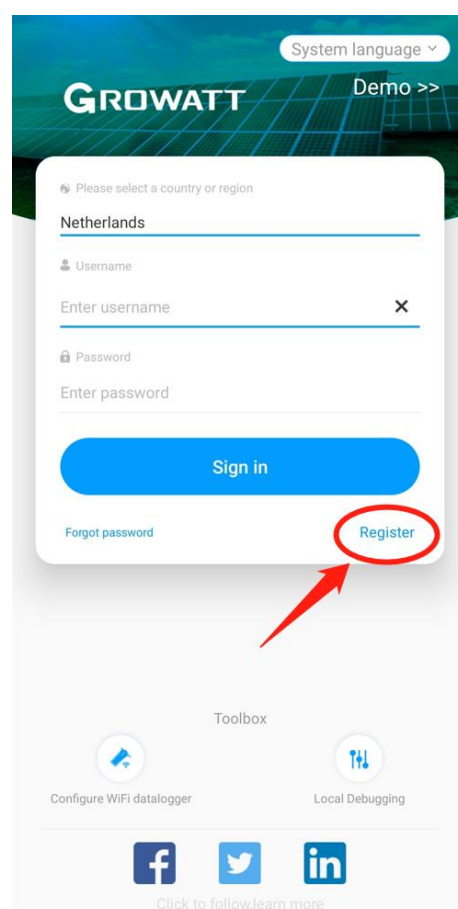 System language
GROWATT
Demo >>
Please select a country or region
Netherlands
Username
Enter username
Password
Enter password
Sign in
Forgot password
Register
Toolbox
Configure WiFi datalogger
Local Debugging
f
in
Click to follow,learn more